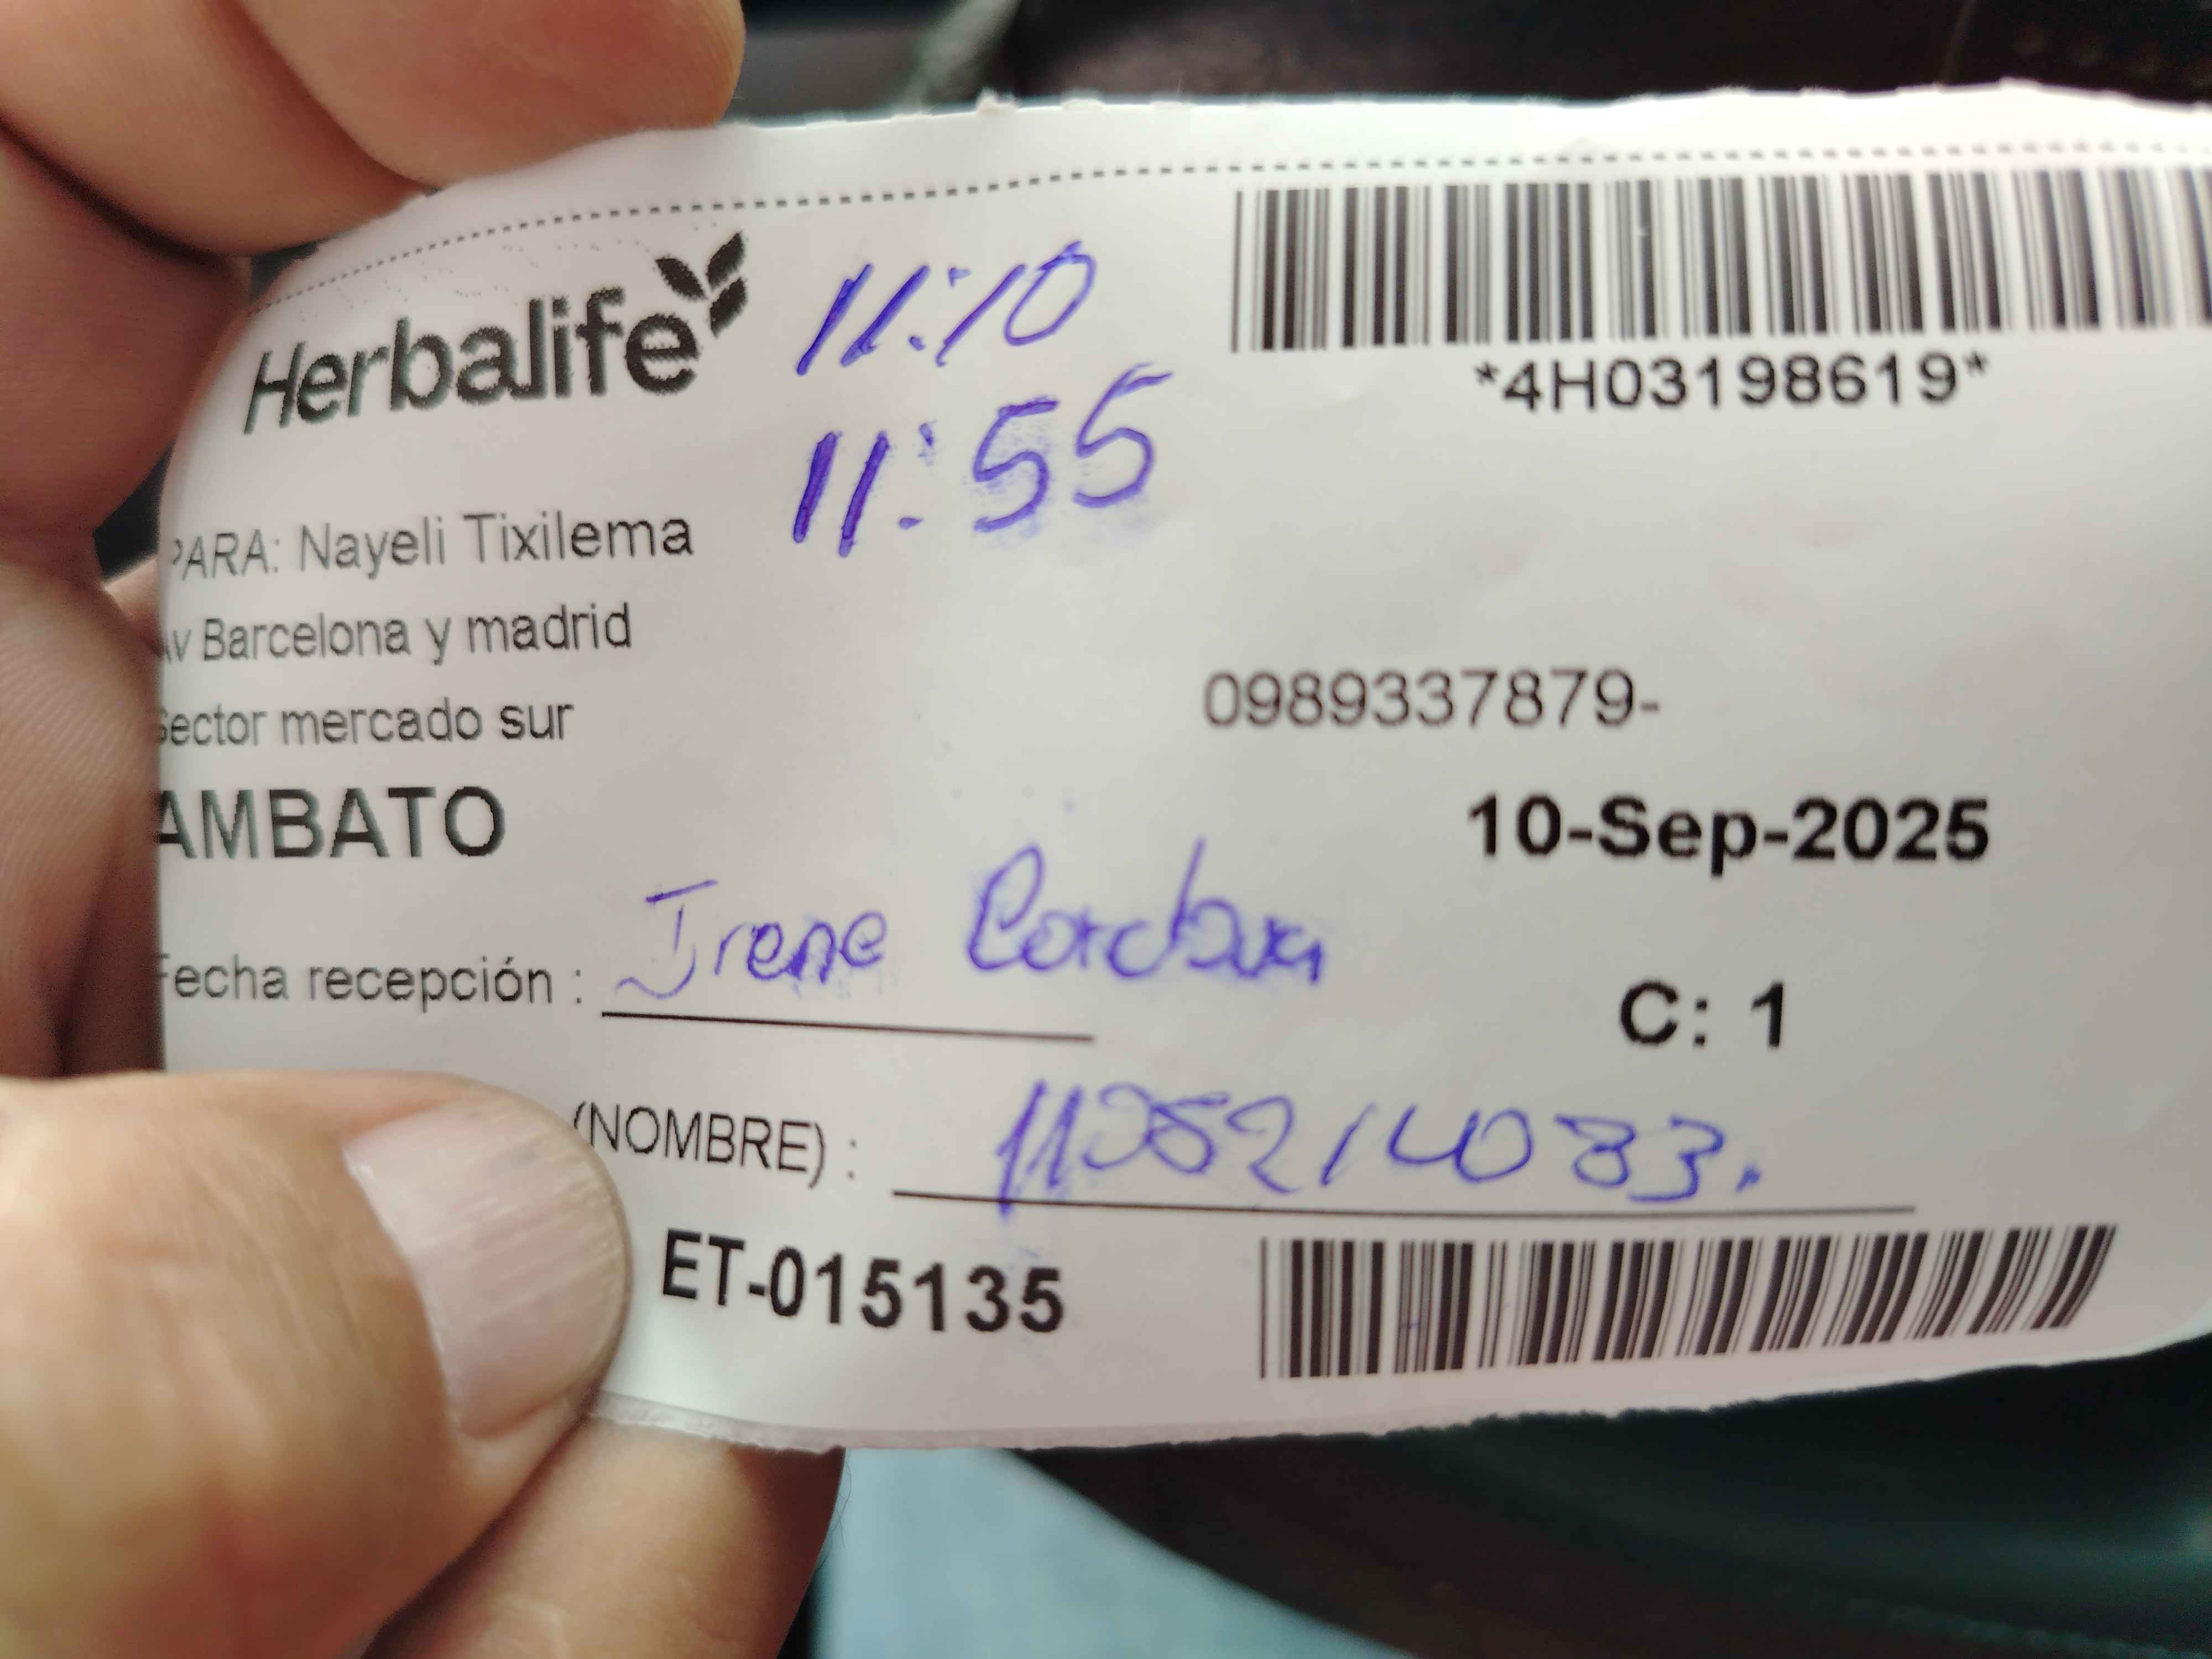 Herbalife
11:10
11:55
*4H03198619*
PARA: Nayeli Tixilema
Av Barcelona y madrid
Sector mercado sur
0989337879-
AMBATO
10-Sep-2025
Fecha recepción : Irene
C: 1
(NOMBRE) : 1105214083.
ET-015135